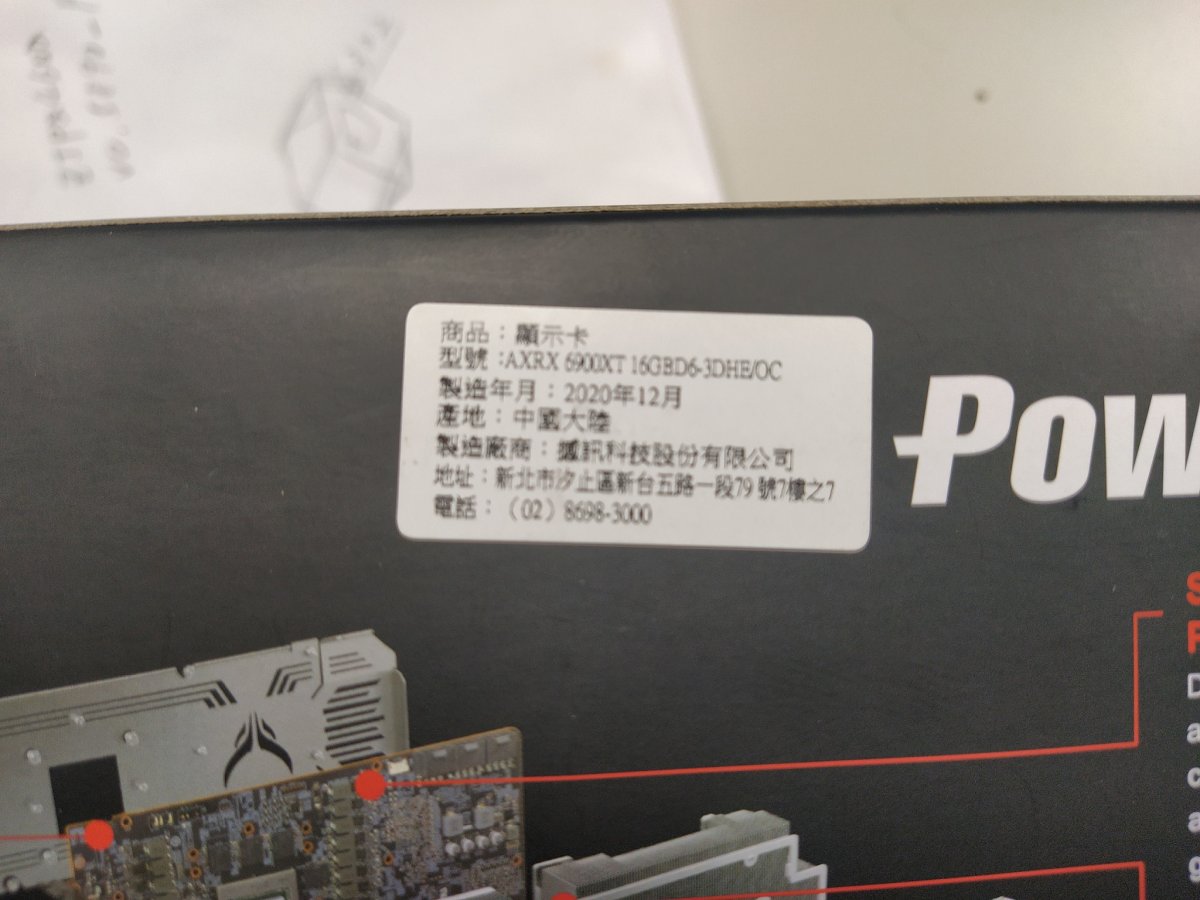 商品：顯示卡
型號：AXRX 6900XT 16GBD6-3DHE/OC
製造年月：2020年12月
產地：中國大陸
製造廠商：撼訊科技股份有限公司
地址：新北市汐止區新台五路一段79 號7樓之7
電話：（02）8698-3000
POW